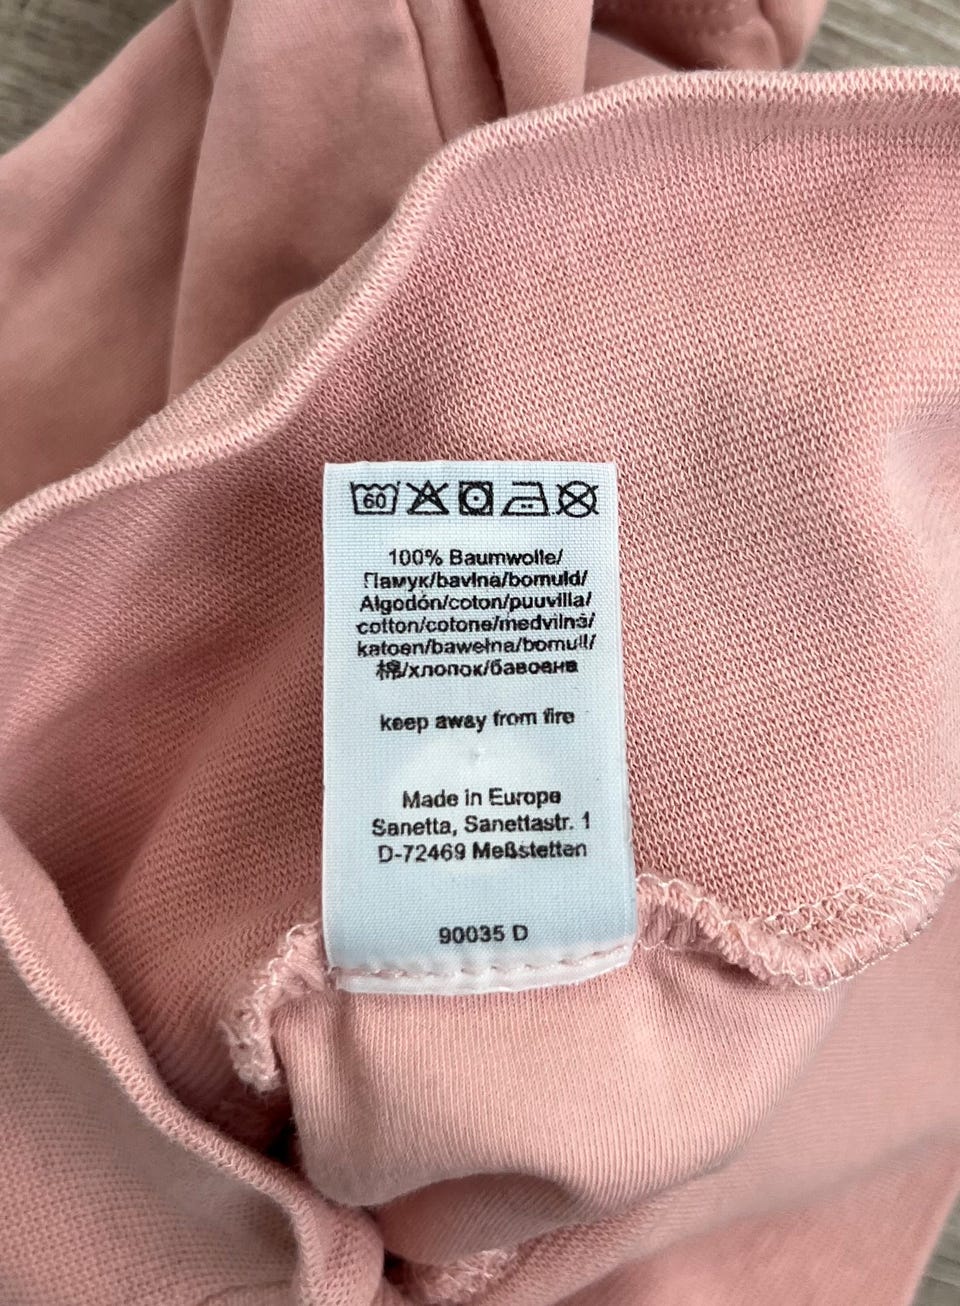 60
100% Baumwolle/
Памук/bavlna/bomuld/
Algodón/coton/puuvilla/
cotton/cotone/medvilnė/
katoen/bawełna/bomull/
棉/хлопок/бавовна
keep away from fire
Made in Europe
Sanetta, Sanettastr. 1
D-72469 Meßstetten
90035 D